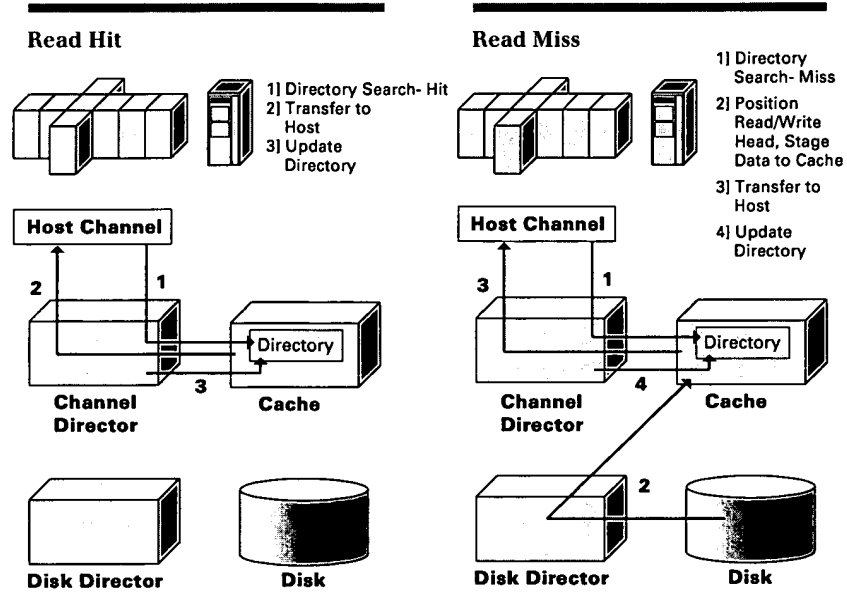 Read Hit
1] Directory Search- Hit
2] Transfer to
Host
3] Update
Directory
Host Channel
2
1
Directory
3
Channel
Director
Cache
Disk Director
Disk
Read Miss
1] Directory
Search- Miss
2] Position
Read/Write
Head, Stage
Data to Cache
3] Transfer to
Host
4] Update
Directory
Host Channel
3
1
Directory
4
Channel
Director
Cache
2
Disk Director
Disk